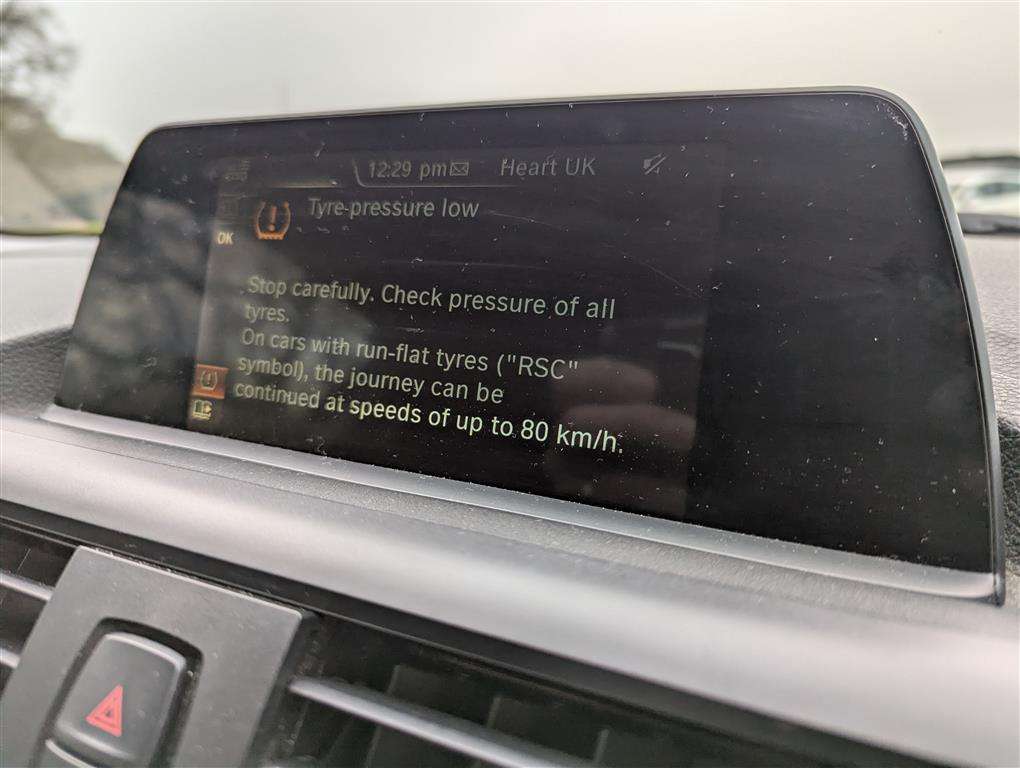 12:29 pm Heart UK
Tyre-pressure low
OK
Stop carefully. Check pressure of all
tyres.
On cars with run-flat tyres ("RSC"
symbol), the journey can be
continued at speeds of up to 80 km/h.